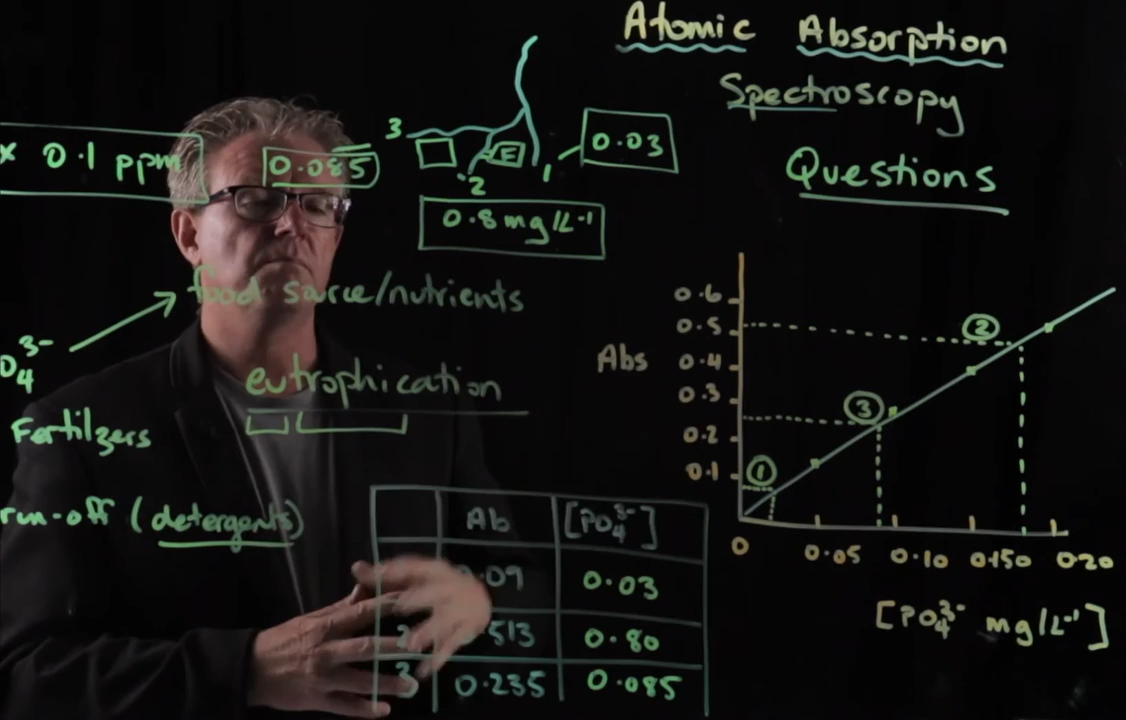 Atomic Absorption
Spectroscopy
Questions
x 0.1 ppm
0.085
3
E
2
1
0.03
0.8 mg/L⁻¹
food source/nutrients
O₄³⁻
eutrophication
Fertilzers
run-off (detergents)
Ab [PO₄³⁻]
.09 0.03
2 .513 0.80
3 0.235 0.085
Abs
0.6
0.5
0.4
0.3
0.2
0.1
②
③
①
0 0.05 0.10 0.150 0.20
[PO₄³⁻ mg/L⁻¹]